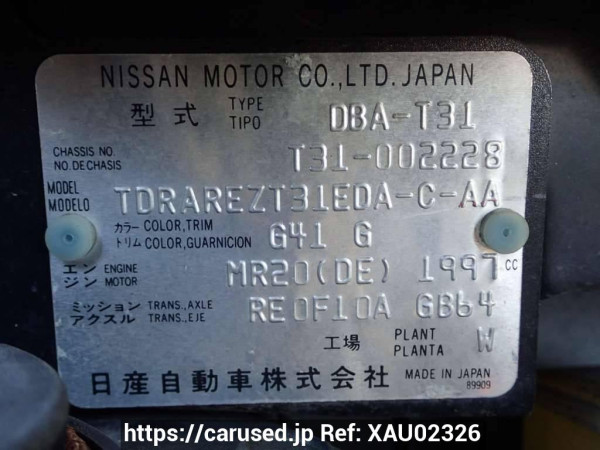 NISSAN MOTOR CO.,LTD. JAPAN
型式 TYPE TIPO DBA-T31
CHASSIS NO. NO. DE CHASIS T31-002228
MODEL MODELO TDRAREZT31EDA-C-AA
カラー COLOR,TRIM
トリム COLOR,GUARNICION G41 G
エン ENGINE
ジン MOTOR MR20(DE) 1997 CC
ミッション TRANS.,AXLE
アクスル TRANS.,EJE RE0F10A GB64
工場 PLANT PLANTA W
日産自動車株式会社 MADE IN JAPAN
89909
https://carused.jp Ref: XAU02326